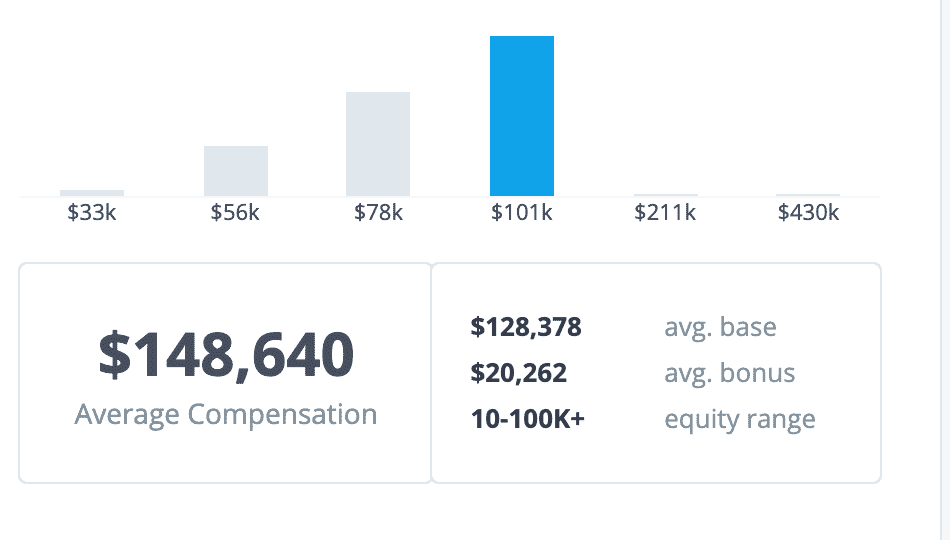 $33k $56k $78k $101k $211k $430k
$148,640
Average Compensation
$128,378 avg. base
$20,262 avg. bonus
10-100K+ equity range